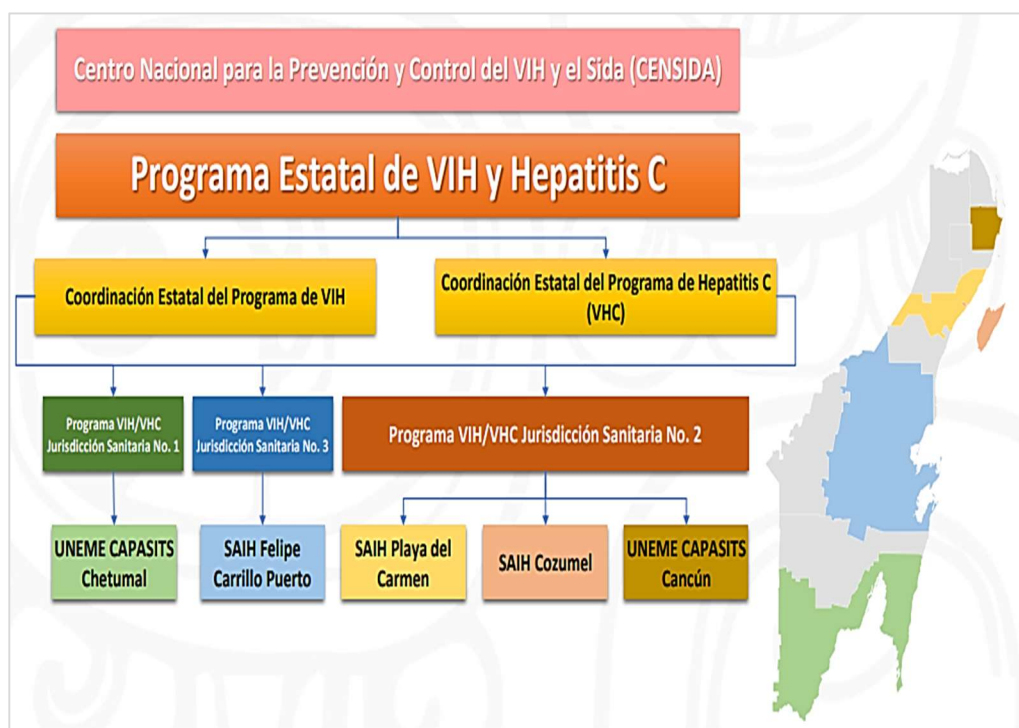 Centro Nacional para la Prevención y Control del VIH y el Sida (CENSIDA)
Programa Estatal de VIH y Hepatitis C
Coordinación Estatal del Programa de VIH
Coordinación Estatal del Programa de Hepatitis C
(VHC)
Programa VIH/VHC
Jurisdicción Sanitaria No. 1
Programa VIH/VHC
Jurisdicción Sanitaria No. 3
Programa VIH/VHC Jurisdicción Sanitaria No. 2
UNEME CAPASITS
Chetumal
SAIH Felipe
Carrillo Puerto
SAIH Playa del
Carmen
SAIH Cozumel
UNEME CAPASITS
Cancún